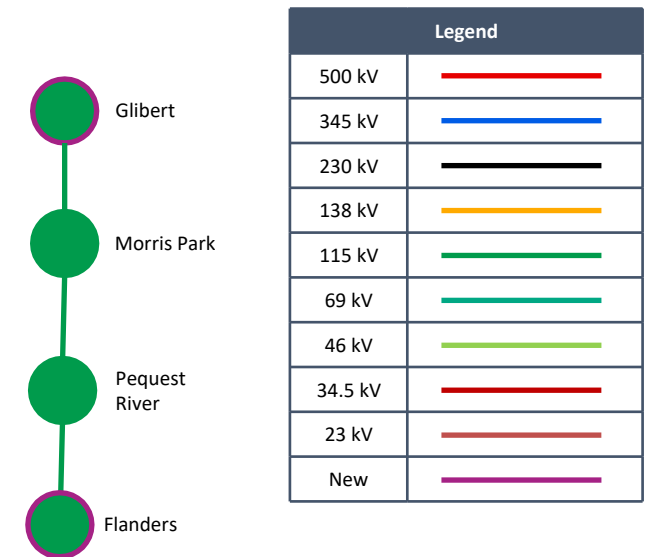 Glibert
Morris Park
Pequest
River
Flanders
Legend
500 kV
345 kV
230 kV
138 kV
115 kV
69 kV
46 kV
34.5 kV
23 kV
New